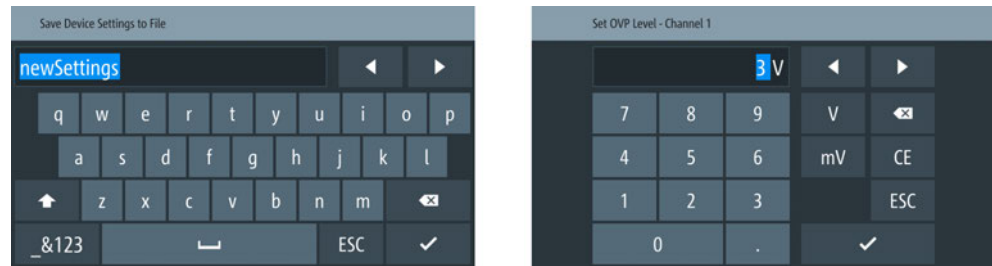 Save Device Settings to File
newSettings
q w e r t y u i o p
a s d f g h j k l
z x c v b n m
_&123 ESC
Set OVP Level - Channel 1
3 V
7 8 9 V
4 5 6 mV CE
1 2 3 ESC
0 .